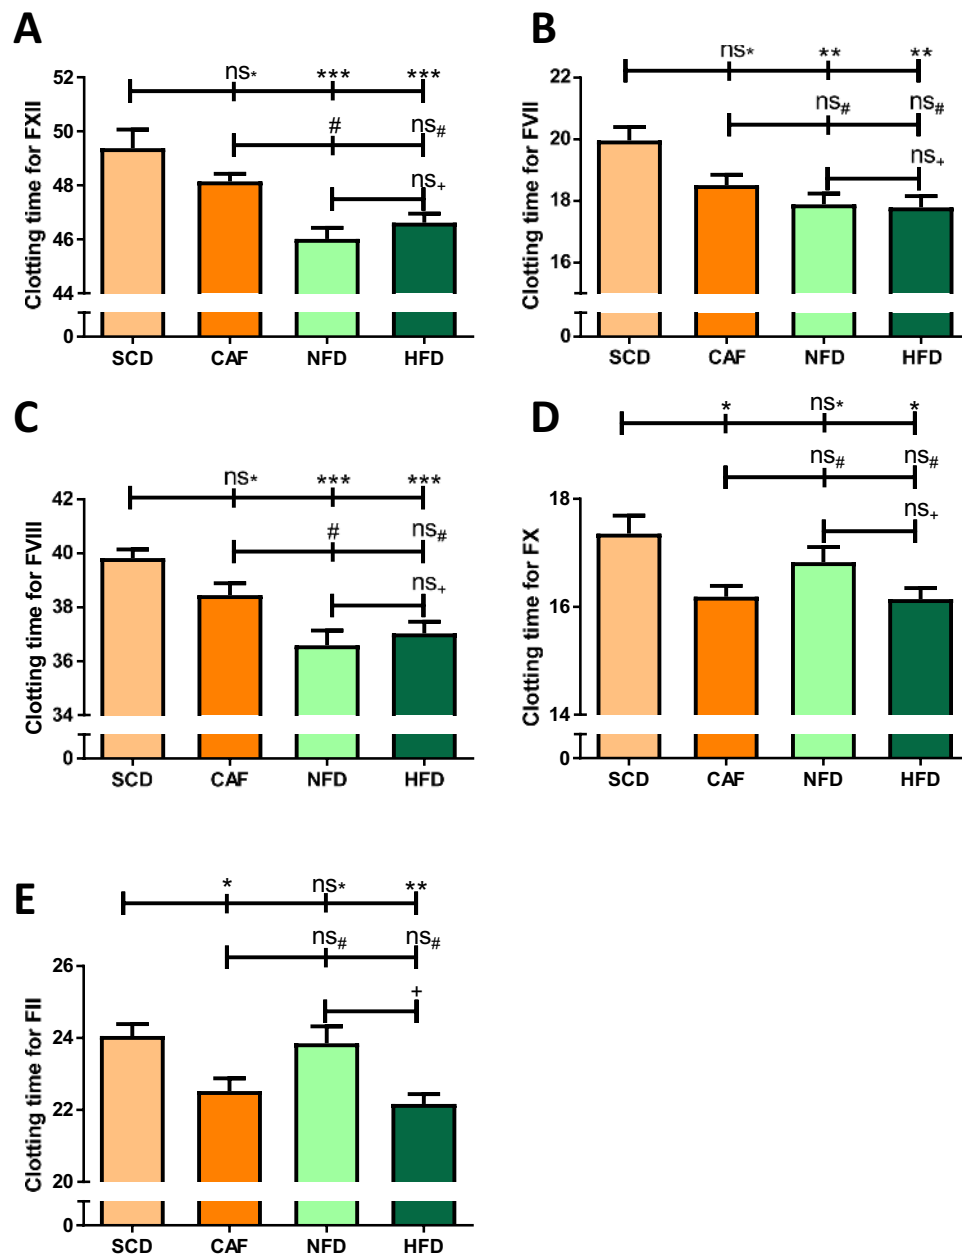 A
Clotting time for FXII
52
50
48
46
44
0
ns* *** ***
# ns#
ns+
SCD CAF NFD HFD
B
Clotting time for FVII
22
20
18
16
0
ns* ** **
ns# ns#
ns+
SCD CAF NFD HFD
C
Clotting time for FVIII
42
40
38
36
34
0
ns* *** ***
# ns#
ns+
SCD CAF NFD HFD
D
Clotting time for FX
18
16
14
0
* ns* *
ns# ns#
ns+
SCD CAF NFD HFD
E
Clotting time for FII
26
24
22
20
0
* ns* **
ns# ns#
+
SCD CAF NFD HFD